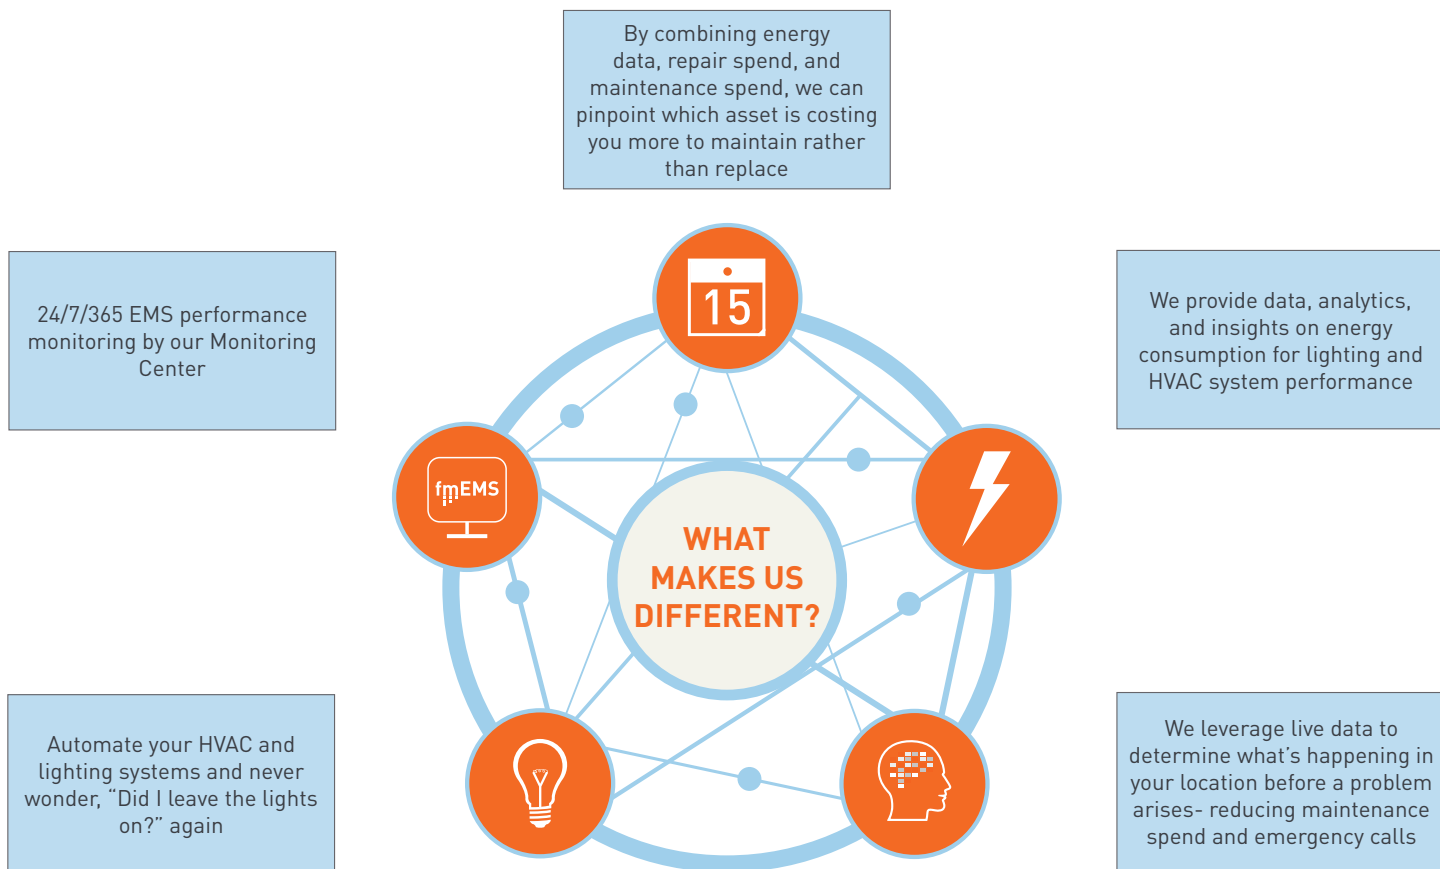 By combining energy
data, repair spend, and
maintenance spend, we can
pinpoint which asset is costing
you more to maintain rather
than replace
24/7/365 EMS performance
monitoring by our Monitoring
Center
15
We provide data, analytics,
and insights on energy
consumption for lighting and
HVAC system performance
fmEMS
WHAT
MAKES US
DIFFERENT?
Automate your HVAC and
lighting systems and never
wonder, “Did I leave the lights
on?” again
We leverage live data to
determine what’s happening in
your location before a problem
arises- reducing maintenance
spend and emergency calls